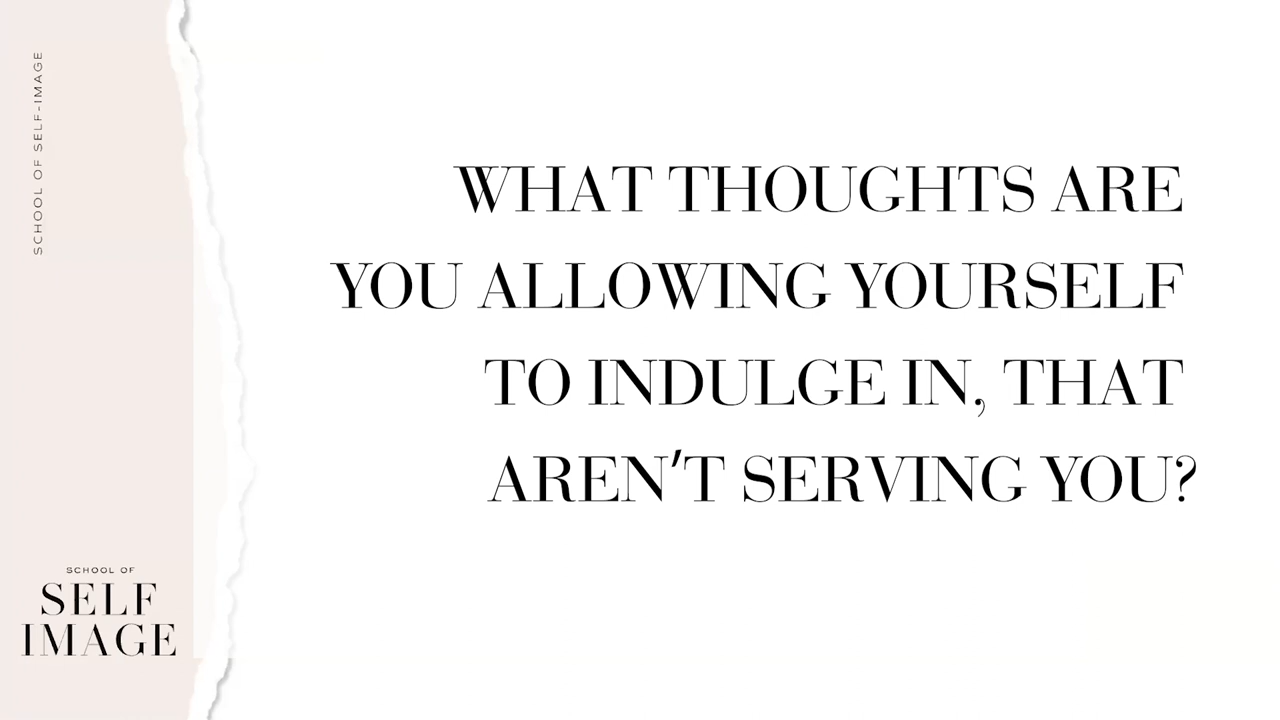 SCHOOL OF SELF-IMAGE
WHAT THOUGHTS ARE
YOU ALLOWING YOURSELF
TO INDULGE IN, THAT
AREN'T SERVING YOU?
SCHOOL OF
SELF
IMAGE